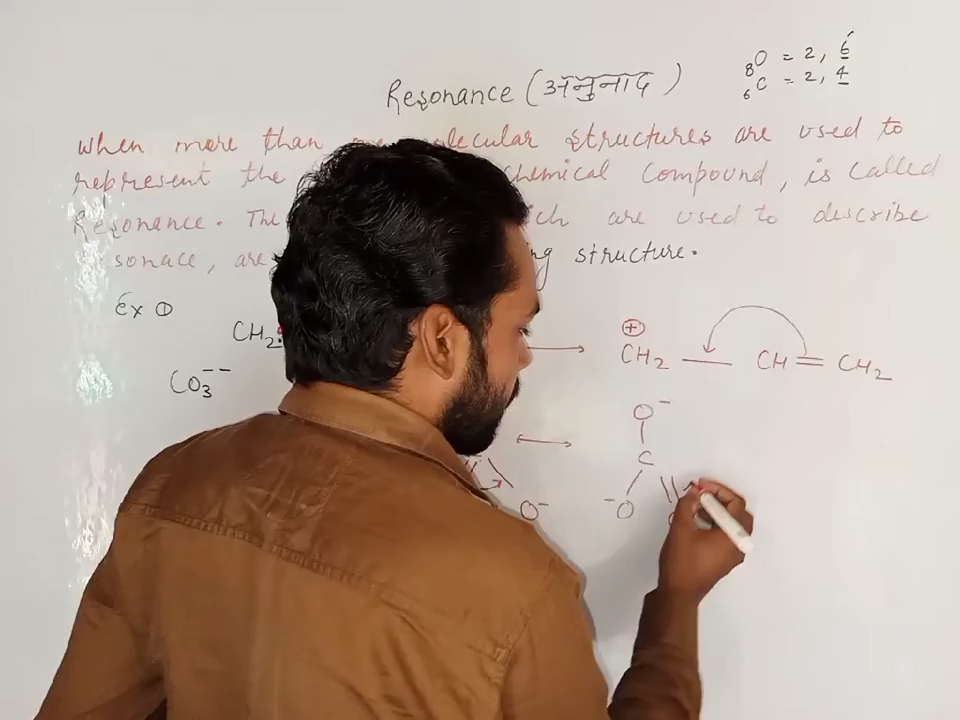 Resonance (अनुनाद)
8O = 2, 6
6C = 2, 4
When more than molecular structures are used to
represent the chemical compound, is called
Resonance. The which are used to describe
sonace, are ng structure.
Ex ①
CH2:
→ ⊕ CH2 — CH = CH2
CO3--
O-
C
-O
O-